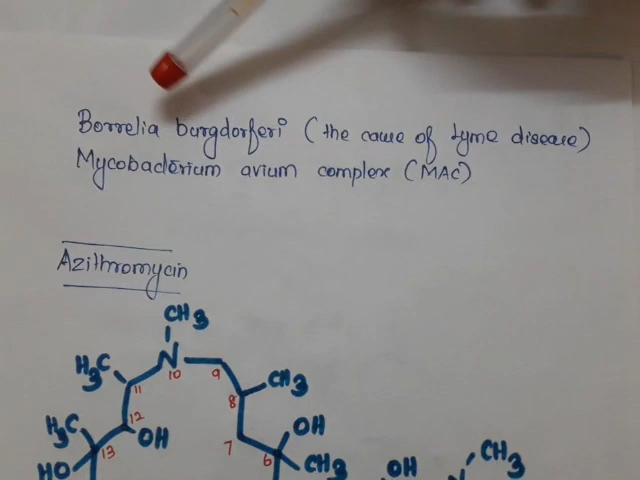 Borrelia burgdorferi (the cause of Lyme disease)
Mycobacterium avium complex (MAC)
Azithromycin
CH3
H3C N
10 9
11 CH3
8
H3C 12 OH
13 7 OH
HO 6 CH3 OH N CH3